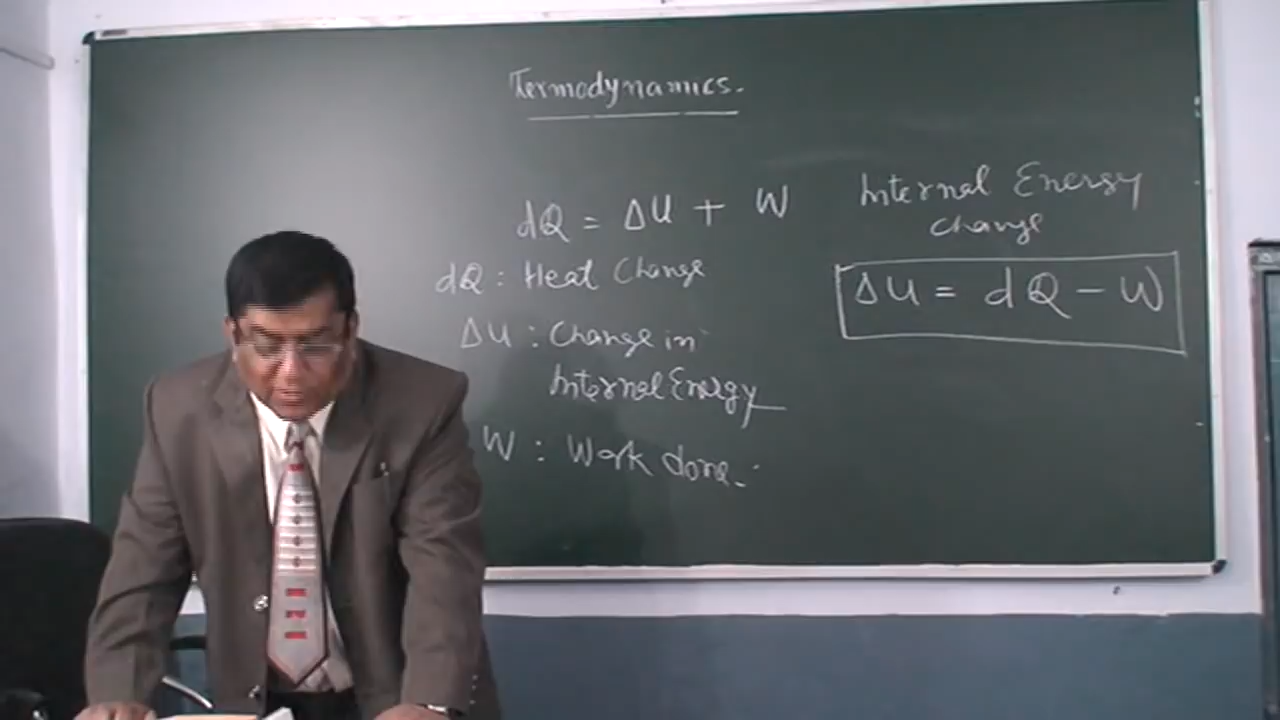 Termodynamics.
dQ = ΔU + W
dQ : Heat Change
ΔU : Change in
Internal Energy
W : Work done.
Internal Energy
Change
ΔU = dQ - W